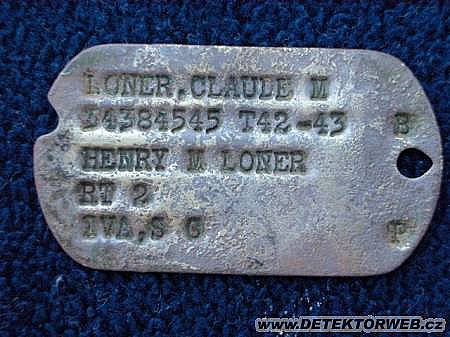 LONER,CLAUDE M
34384545 T42-43 B
HENRY M LONER
RT 2
IVA,S C P
WWW.DETEKTORWEB.CZ